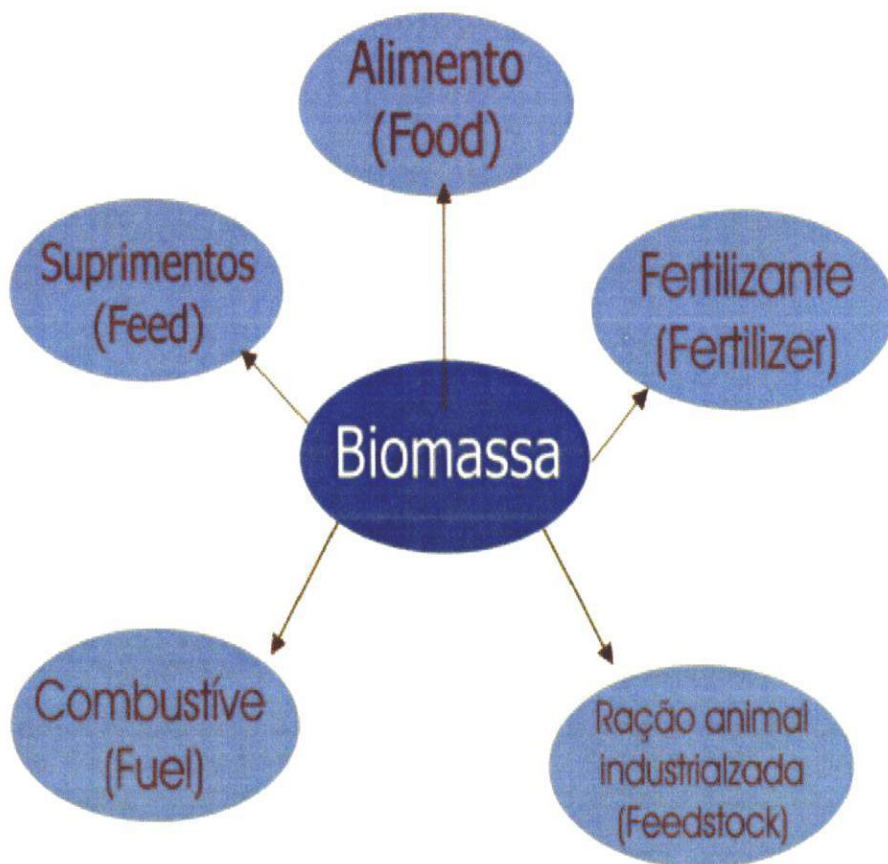 Alimento
(Food)
Suprimentos
(Feed)
Fertilizante
(Fertilizer)
Biomassa
Combustíve
(Fuel)
Ração animal
industrialzada
(Feedstock)